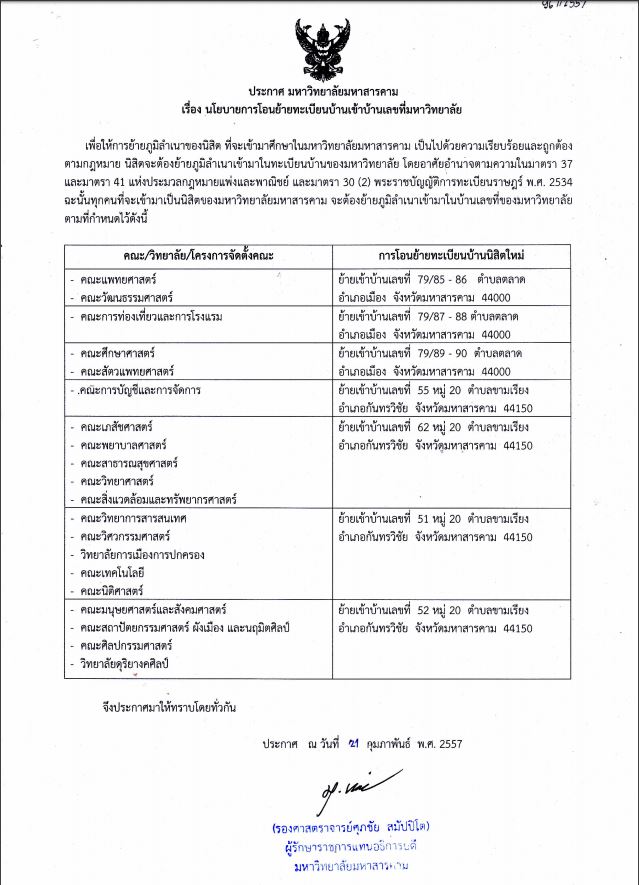 ประกาศ มหาวิทยาลัยมหาสารคาม
เรื่อง นโยบายการโอนย้ายทะเบียนบ้านเข้าบ้านเลขที่มหาวิทยาลัย
เพื่อให้การย้ายภูมิลำเนาของนิสิต ที่จะเข้ามาศึกษาในมหาวิทยาลัยมหาสารคาม เป็นไปด้วยความเรียบร้อยและถูกต้อง
ตามกฎหมาย นิสิตจะต้องย้ายภูมิลำเนาเข้ามาในทะเบียนบ้านของมหาวิทยาลัย โดยอาศัยอำนาจตามความในมาตรา 37
และมาตรา 41 แห่งประมวลกฎหมายแพ่งและพาณิชย์ และมาตรา 30 (2) พระราชบัญญัติการทะเบียนราษฎร์ พ.ศ. 2534
ฉะนั้นทุกคนที่จะเข้ามาเป็นนิสิตของมหาวิทยาลัยมหาสารคาม จะต้องย้ายภูมิลำเนาเข้ามาในบ้านเลขที่ของมหาวิทยาลัย
ตามที่กำหนดไว้ดังนี้
คณะ/วิทยาลัย/โครงการจัดตั้งคณะ การโอนย้ายทะเบียนบ้านนิสิตใหม่
- คณะแพทยศาสตร์ ย้ายเข้าบ้านเลขที่ 79/85 - 86 ตำบลตลาด
- คณะวัฒนธรรมศาสตร์ อำเภอเมือง จังหวัดมหาสารคาม 44000
- คณะการท่องเที่ยวและการโรงแรม ย้ายเข้าบ้านเลขที่ 79/87 - 88 ตำบลตลาด
อำเภอเมือง จังหวัดมหาสารคาม 44000
- คณะศึกษาศาสตร์ ย้ายเข้าบ้านเลขที่ 79/89 - 90 ตำบลตลาด
- คณะสัตวแพทยศาสตร์ อำเภอเมือง จังหวัดมหาสารคาม 44000
- คณะการบัญชีและการจัดการ ย้ายเข้าบ้านเลขที่ 55 หมู่ 20 ตำบลขามเรียง
อำเภอกันทรวิชัย จังหวัดมหาสารคาม 44150
- คณะเภสัชศาสตร์ ย้ายเข้าบ้านเลขที่ 62 หมู่ 20 ตำบลขามเรียง
- คณะพยาบาลศาสตร์ อำเภอกันทรวิชัย จังหวัดมหาสารคาม 44150
- คณะสาธารณสุขศาสตร์
- คณะวิทยาศาสตร์
- คณะสิ่งแวดล้อมและทรัพยากรศาสตร์
- คณะวิทยาการสารสนเทศ ย้ายเข้าบ้านเลขที่ 51 หมู่ 20 ตำบลขามเรียง
- คณะวิศวกรรมศาสตร์ อำเภอกันทรวิชัย จังหวัดมหาสารคาม 44150
- วิทยาลัยการเมืองการปกครอง
- คณะเทคโนโลยี
- คณะนิติศาสตร์
- คณะมนุษยศาสตร์และสังคมศาสตร์ ย้ายเข้าบ้านเลขที่ 52 หมู่ 20 ตำบลขามเรียง
- คณะสถาปัตยกรรมศาสตร์ ผังเมือง และนฤมิตศิลป์ อำเภอกันทรวิชัย จังหวัดมหาสารคาม 44150
- คณะศิลปกรรมศาสตร์
- วิทยาลัยดุริยางคศิลป์
จึงประกาศมาให้ทราบโดยทั่วกัน
ประกาศ ณ วันที่ 21 กุมภาพันธ์ พ.ศ. 2557
(รองศาสตราจารย์ศุภชัย สมัปปิโต)
ผู้รักษาราชการแทนอธิการบดี
มหาวิทยาลัยมหาสารคาม